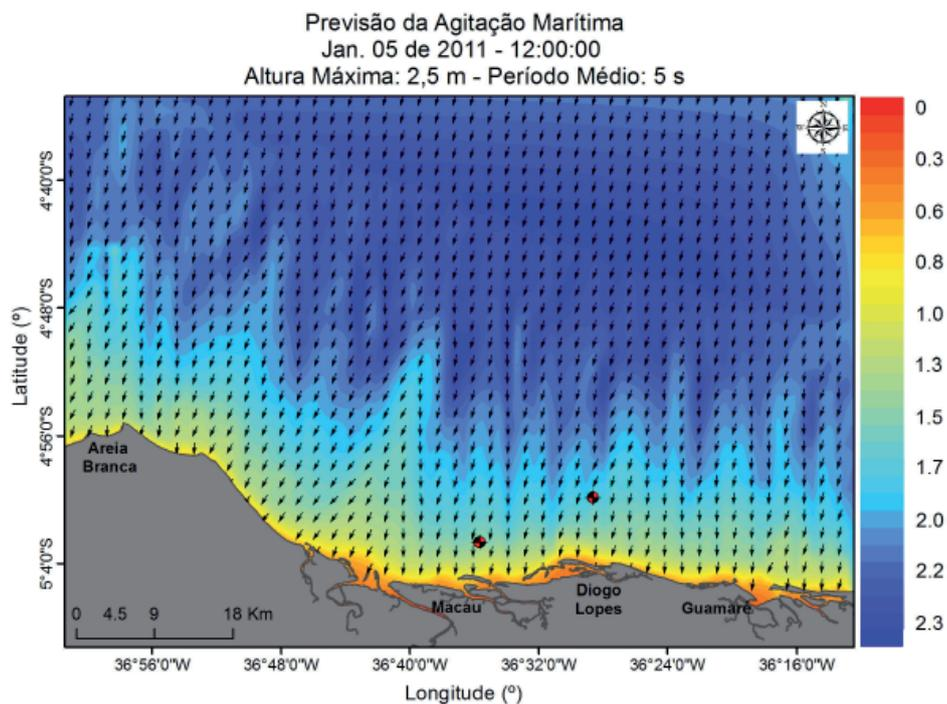 Previsão da Agitação Marítima
Jan. 05 de 2011 - 12:00:00
Altura Máxima: 2,5 m - Período Médio: 5 s
0
0.3
0.6
0.8
1.0
1.3
1.5
1.7
2.0
2.2
2.3
Latitude (º)
4°40'0"S
4°48'0"S
4°56'0"S
5°4'0"S
Areia
Branca
Macau
Diogo
Lopes
Guamaré
0 4.5 9 18 Km
36°56'0"W 36°48'0"W 36°40'0"W 36°32'0"W 36°24'0"W 36°16'0"W
Longitude (º)